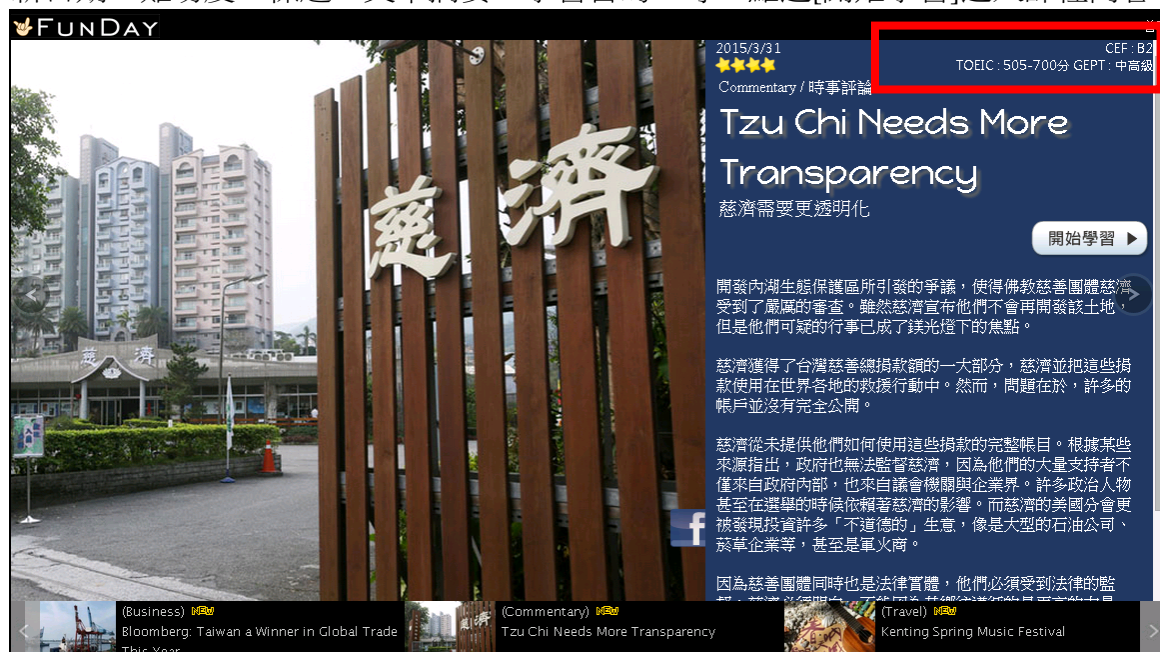 FUNDAY
2015/3/31
CEF : B2
TOEIC : 505-700分 GEPT : 中高級
Commentary / 時事評論
Tzu Chi Needs More
Transparency
慈濟需要更透明化
開始學習
慈濟
慈濟
開發內湖生態保護區所引發的爭議，使得佛教慈善團體慈濟
受到了嚴厲的審查。雖然慈濟宣布他們不會再開發該土地，
但是他們可疑的行事已成了鎂光燈下的焦點。
慈濟獲得了台灣慈善總捐款額的一大部分，慈濟並把這些捐
款使用在世界各地的救援行動中。然而，問題在於，許多的
帳戶並沒有完全公開。
慈濟從未提供他們如何使用這些捐款的完整帳目。根據某些
來源指出，政府也無法監督慈濟，因為他們的大量支持者不
僅來自政府內部，也來自議會機關與企業界。許多政治人物
甚至在選舉的時候依賴著慈濟的影響。而慈濟的美國分會更
被發現投資許多「不道德的」生意，像是大型的石油公司、
菸草企業等，甚至是軍火商。
因為慈善團體同時也是法律實體，他們必須受到法律的監
f
(Business) NEW
Bloomberg: Taiwan a Winner in Global Trade
This Year
(Commentary) NEW
Tzu Chi Needs More Transparency
(Travel) NEW
Kenting Spring Music Festival